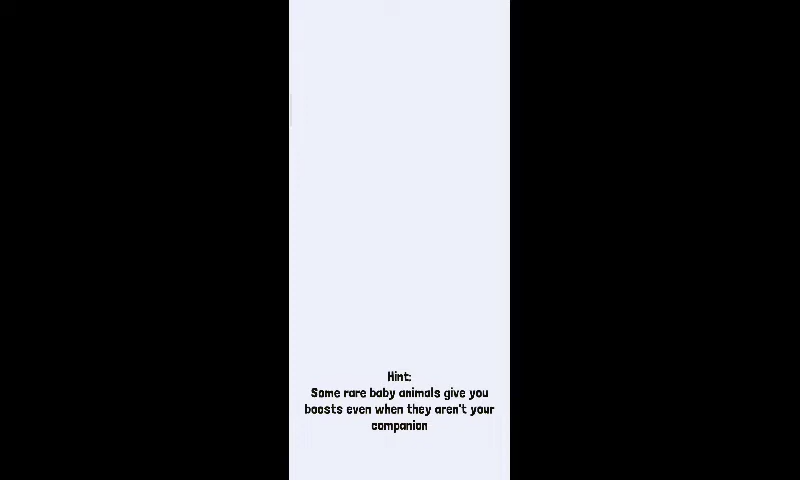 Hint:
Some rare baby animals give you
boosts even when they aren't your
companion